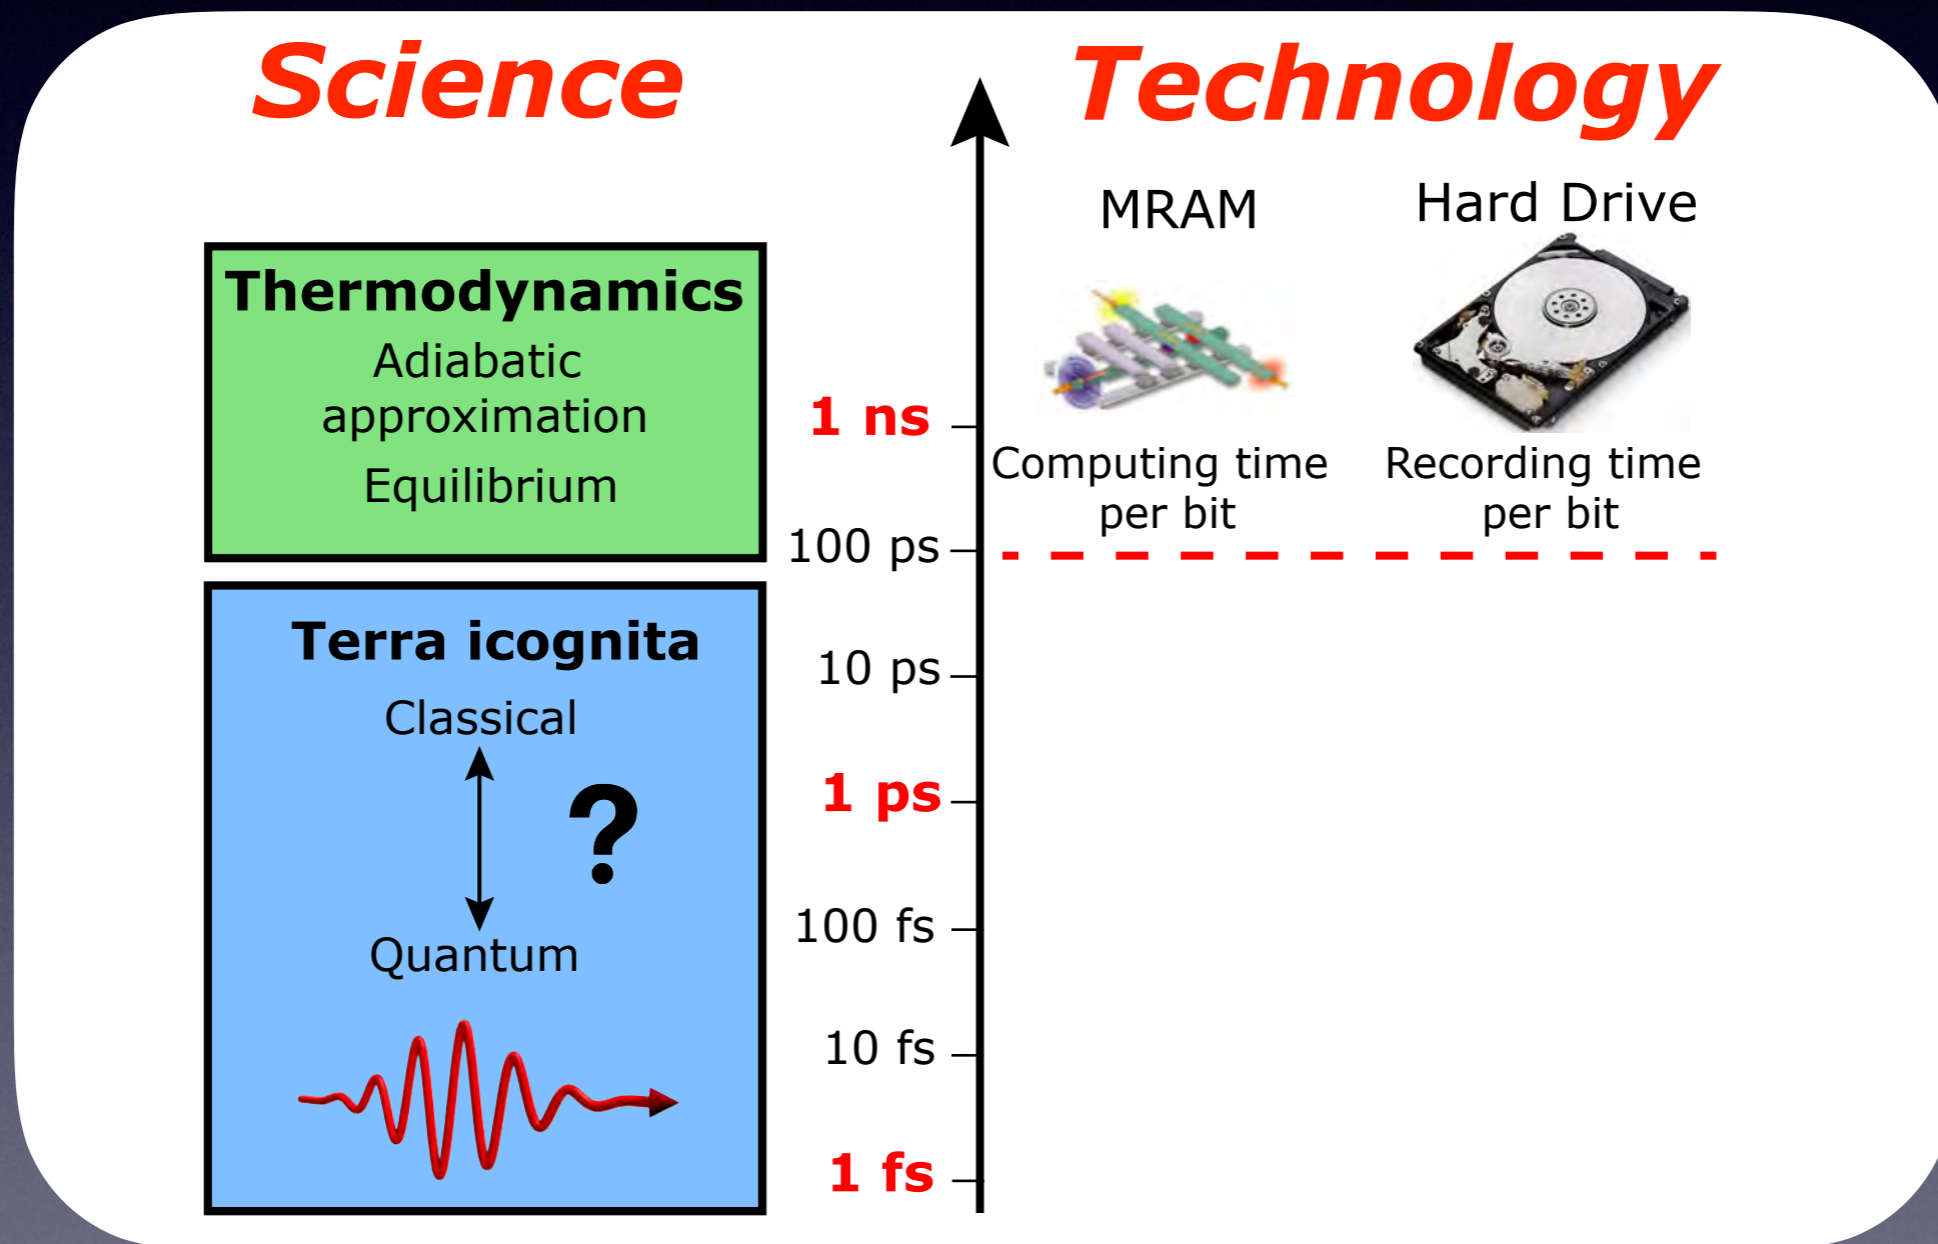 Science
Technology
MRAM
Hard Drive
Thermodynamics
Adiabatic
approximation
Equilibrium
1 ns
Computing time
per bit
Recording time
per bit
100 ps
Terra icognita
Classical
?
Quantum
10 ps
1 ps
100 fs
10 fs
1 fs